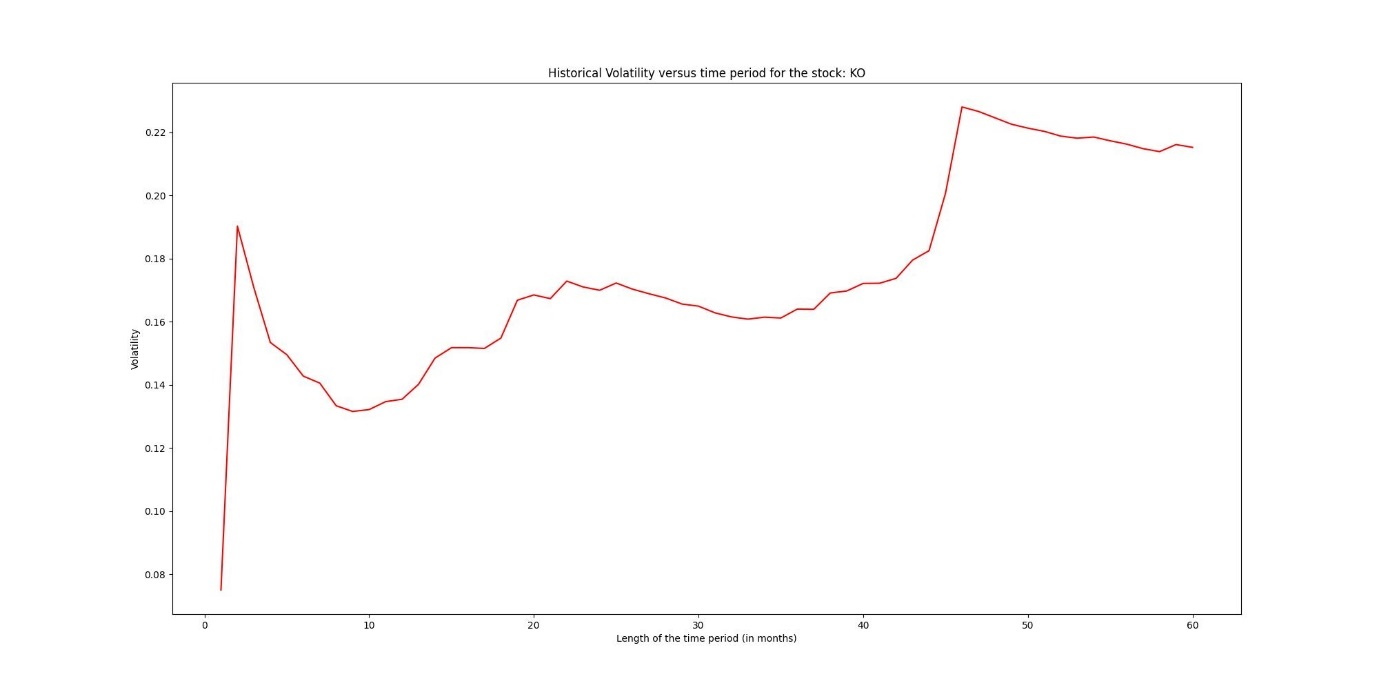 Historical Volatility versus time period for the stock: KO
0.22
0.20
0.18
0.16
0.14
0.12
0.10
0.08
Volatility
0 10 20 30 40 50 60
Length of the time period (in months)